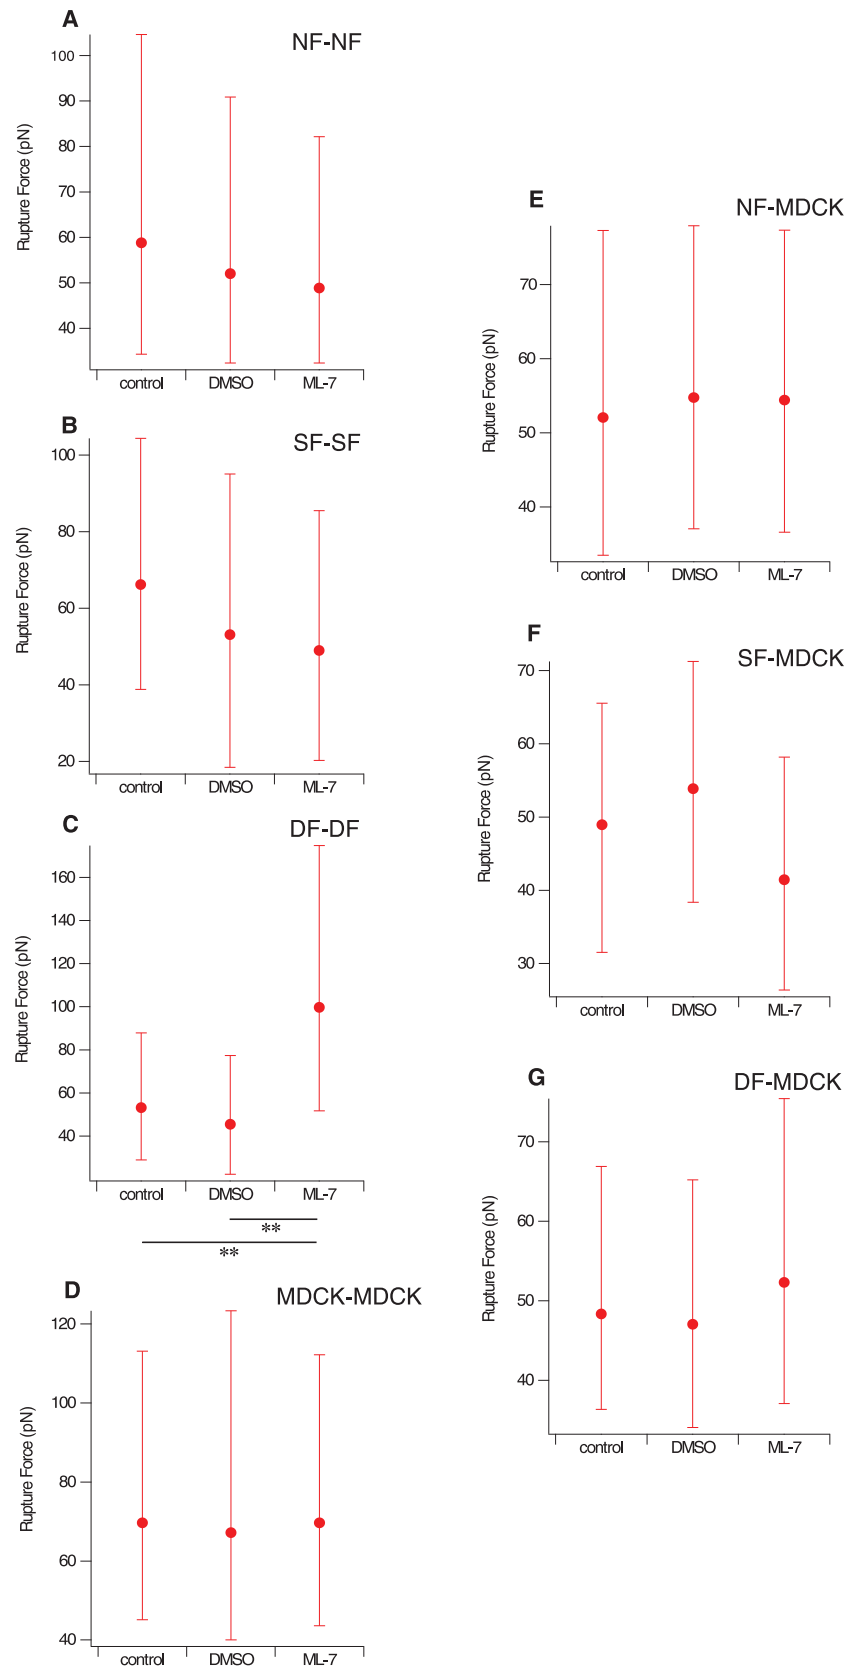 A
NF-NF
Rupture Force (pN)
100
90
80
70
60
50
40
control DMSO ML-7
B
SF-SF
Rupture Force (pN)
100
80
60
40
20
control DMSO ML-7
C
DF-DF
Rupture Force (pN)
160
140
120
100
80
60
40
control DMSO ML-7
**
**
D
MDCK-MDCK
Rupture Force (pN)
120
100
80
60
40
control DMSO ML-7
E
NF-MDCK
Rupture Force (pN)
70
60
50
40
control DMSO ML-7
F
SF-MDCK
Rupture Force (pN)
70
60
50
40
30
control DMSO ML-7
G
DF-MDCK
Rupture Force (pN)
70
60
50
40
control DMSO ML-7